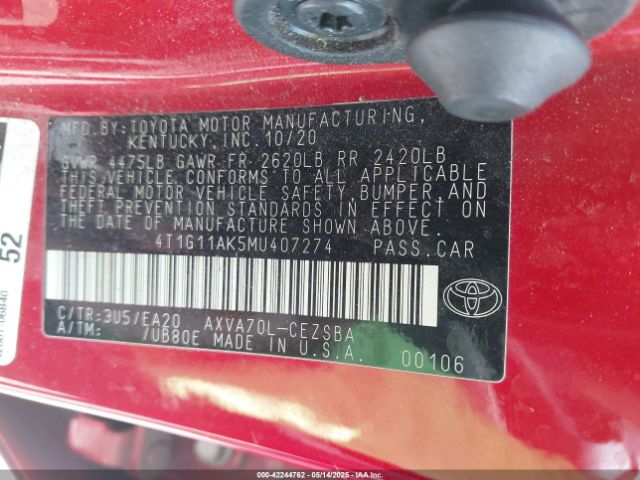 MFD. BY: TOYOTA MOTOR MANUFACTURING,
KENTUCKY, INC. 10/20
GVWR 4475LB GAWR-FR 2620LB RR 2420LB
THIS VEHICLE CONFORMS TO ALL APPLICABLE
FEDERAL MOTOR VEHICLE SAFETY, BUMPER, AND
THEFT PREVENTION STANDARDS IN EFFECT ON
THE DATE OF MANUFACTURE SHOWN ABOVE.
4T1G11AK5MU407274 PASS.CAR
C/TR:3U5/EA20 AXVA70L-CEZSBA
A/TM: /UB80E MADE IN U.S.A.
00106
52
000-42244762 - 05/14/2025 - IAAI.COM